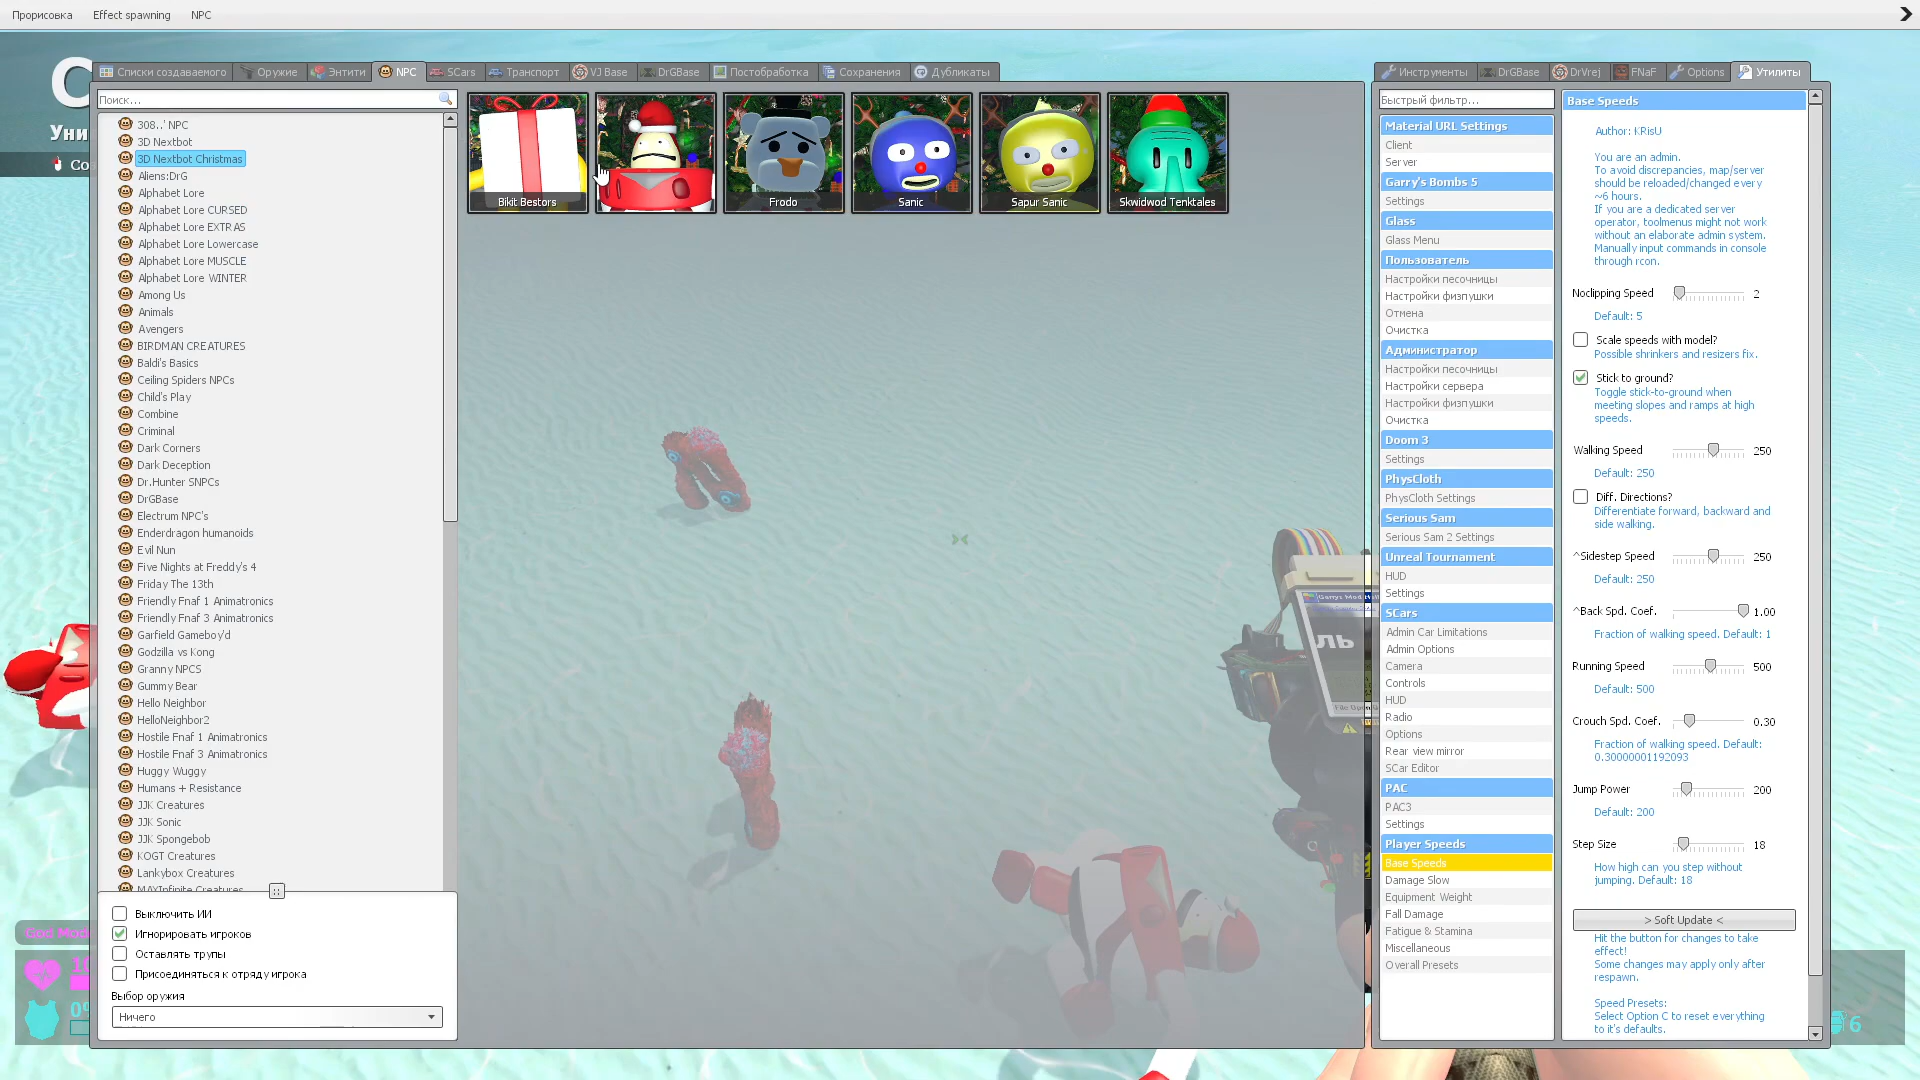 Прорисовка
Effect spawning
NPC
Уни
Со
Списки создаваемого
Оружие
Энтити
NPC
SCars
Транспорт
VJ Base
DrGBase
Постобработка
Сохранения
Дубликаты
Поиск...
308..' NPC
3D Nextbot
3D Nextbot Christmas
Aliens:DrG
Alphabet Lore
Alphabet Lore CURSED
Alphabet Lore EXTRAS
Alphabet Lore Lowercase
Alphabet Lore MUSCLE
Alphabet Lore WINTER
Among Us
Animals
Avengers
BIRDMAN CREATURES
Baldi's Basics
Ceiling Spiders NPCs
Child's Play
Combine
Criminal
Dark Corners
Dark Deception
Dr.Hunter SNPCs
DrGBase
Electrum NPC's
Enderdragon humanoids
Evil Nun
Five Nights at Freddy's 4
Friday The 13th
Friendly Fnaf 1 Animatronics
Friendly Fnaf 3 Animatronics
Garfield Gameboy'd
Godzilla vs Kong
Granny NPCS
Gummy Bear
Hello Neighbor
HelloNeighbor2
Hostile Fnaf 1 Animatronics
Hostile Fnaf 3 Animatronics
Huggy Wuggy
Humans + Resistance
JJK Creatures
JJK Sonic
JJK Spongebob
KOGT Creatures
Lankybox Creatures
MAXInfinite Creatures
Выключить ИИ
Игнорировать игроков
Оставлять трупы
Присоединяться к отряду игрока
Выбор оружия
Ничего
God Mod
Bikit Bestors
Frodo
Sanic
Sapur Sanic
Skwidwod Tenktales
ль
Инструменты
DrGBase
DrVrej
FNaF
Options
Утилиты
Быстрый фильтр...
Material URL Settings
Client
Server
Garry's Bombs 5
Settings
Glass
Glass Menu
Пользователь
Настройки песочницы
Настройки физпушки
Отмена
Очистка
Администратор
Настройки песочницы
Настройки сервера
Настройки физпушки
Очистка
Doom 3
Settings
PhysCloth
PhysCloth Settings
Serious Sam
Serious Sam 2 Settings
Unreal Tournament
HUD
Settings
SCars
Admin Car Limitations
Admin Options
Camera
Controls
HUD
Radio
Options
Rear view mirror
SCar Editor
PAC
PAC3
Settings
Player Speeds
Base Speeds
Damage Slow
Equipment Weight
Fall Damage
Fatigue & Stamina
Miscellaneous
Overall Presets
Base Speeds
Author: KRisU
You are an admin.
To avoid discrepancies, map/server
should be reloaded/changed every
~6 hours.
If you are a dedicated server
operator, toolmenus might not work
without an elaborate admin system.
Manually input commands in console
through rcon.
Noclipping Speed 2
Default: 5
Scale speeds with model?
Possible shrinkers and resizers fix.
Stick to ground?
Toggle stick-to-ground when
meeting slopes and ramps at high
speeds.
Walking Speed 250
Default: 250
Diff. Directions?
Differentiate forward, backward and
side walking.
^Sidestep Speed 250
Default: 250
^Back Spd. Coef. 1.00
Fraction of walking speed. Default: 1
Running Speed 500
Default: 500
Crouch Spd. Coef. 0.30
Fraction of walking speed. Default:
0.30000001192093
Jump Power 200
Default: 200
Step Size 18
How high can you step without
jumping. Default: 18
> Soft Update <
Hit the button for changes to take
effect!
Some changes may apply only after
respawn.
Speed Presets:
Select Option C to reset everything
to it's defaults.
6